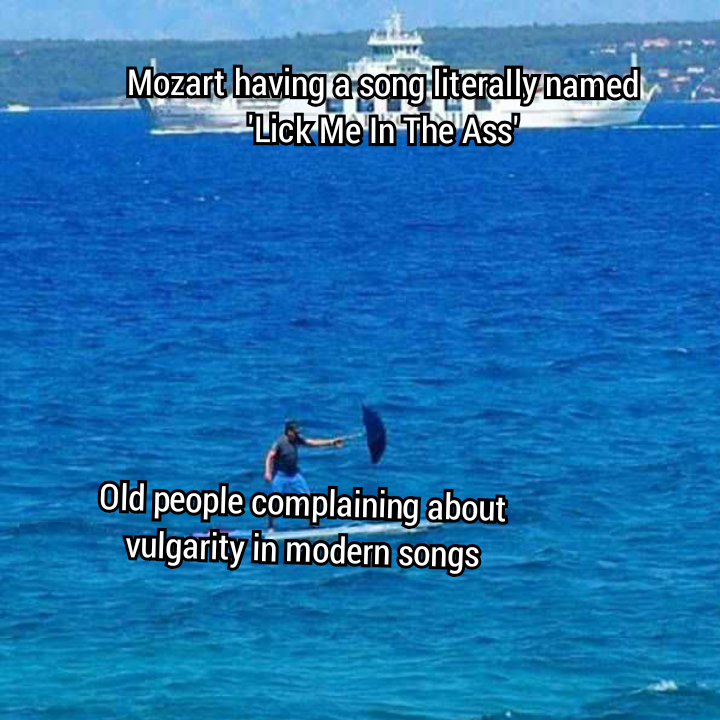 Mozart having a song literally named
'Lick Me In The Ass'
Old people complaining about
vulgarity in modern songs